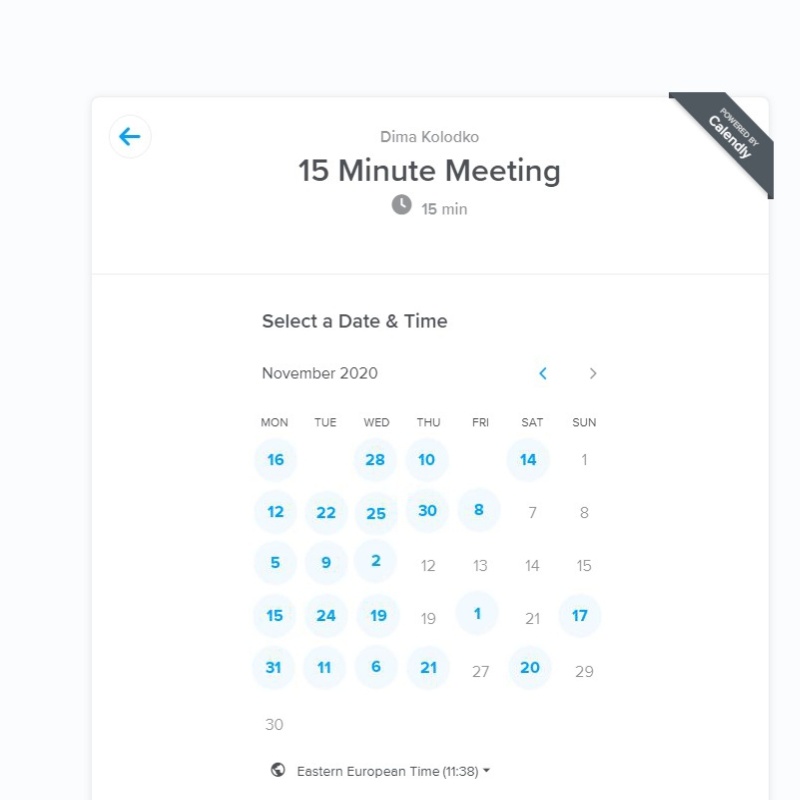 POWERED BY
Calendly
Dima Kolodko
15 Minute Meeting
15 min
Select a Date & Time
November 2020
MON TUE WED THU FRI SAT SUN
16 28 10 14 1
12 22 25 30 8 7 8
5 9 2 12 13 14 15
15 24 19 19 1 21 17
31 11 6 21 27 20 29
30
Eastern European Time (11:38)